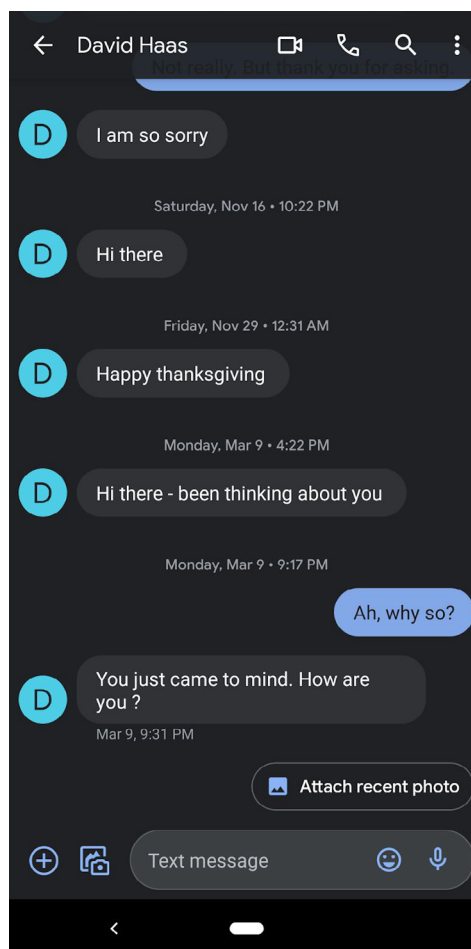 David Haas
Not really. But thank you for asking.
D
I am so sorry
Saturday, Nov 16 • 10:22 PM
D
Hi there
Friday, Nov 29 • 12:31 AM
D
Happy thanksgiving
Monday, Mar 9 • 4:22 PM
D
Hi there - been thinking about you
Monday, Mar 9 • 9:17 PM
Ah, why so?
You just came to mind. How are
D
you ?
Mar 9, 9:31 PM
Attach recent photo
Text message